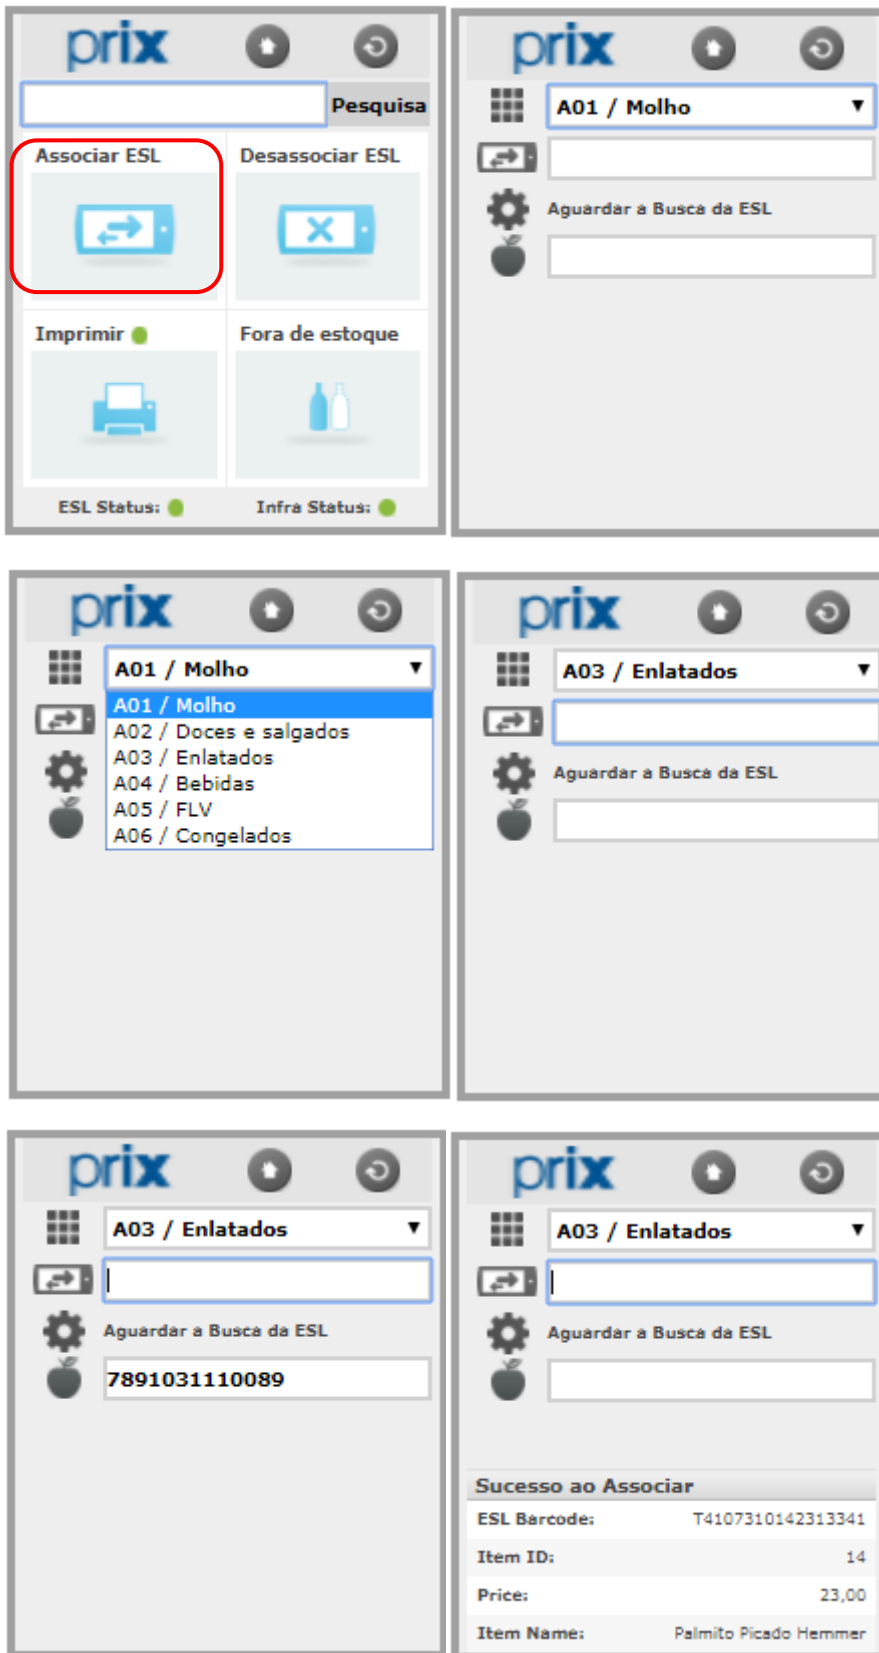 prix
Pesquisa
Associar ESL
Desassociar ESL
Imprimir
Fora de estoque
ESL Status:
Infra Status:
prix
A01 / Molho
Aguardar a Busca da ESL
prix
A01 / Molho
A01 / Molho
A02 / Doces e salgados
A03 / Enlatados
A04 / Bebidas
A05 / FLV
A06 / Congelados
prix
A03 / Enlatados
Aguardar a Busca da ESL
prix
A03 / Enlatados
Aguardar a Busca da ESL
7891031110089
prix
A03 / Enlatados
Aguardar a Busca da ESL
Sucesso ao Associar
ESL Barcode: T4107310142313341
Item ID: 14
Price: 23,00
Item Name: Palmito Picado Hemmer